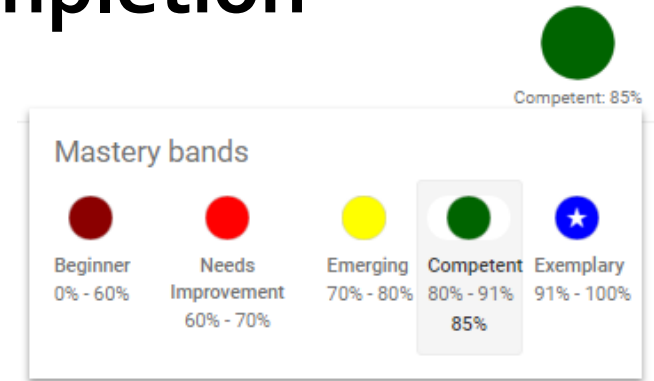 Competent: 85%
Mastery bands
Beginner
0% - 60%
Needs
Improvement
60% - 70%
Emerging
70% - 80%
Competent
80% - 91%
85%
Exemplary
91% - 100%